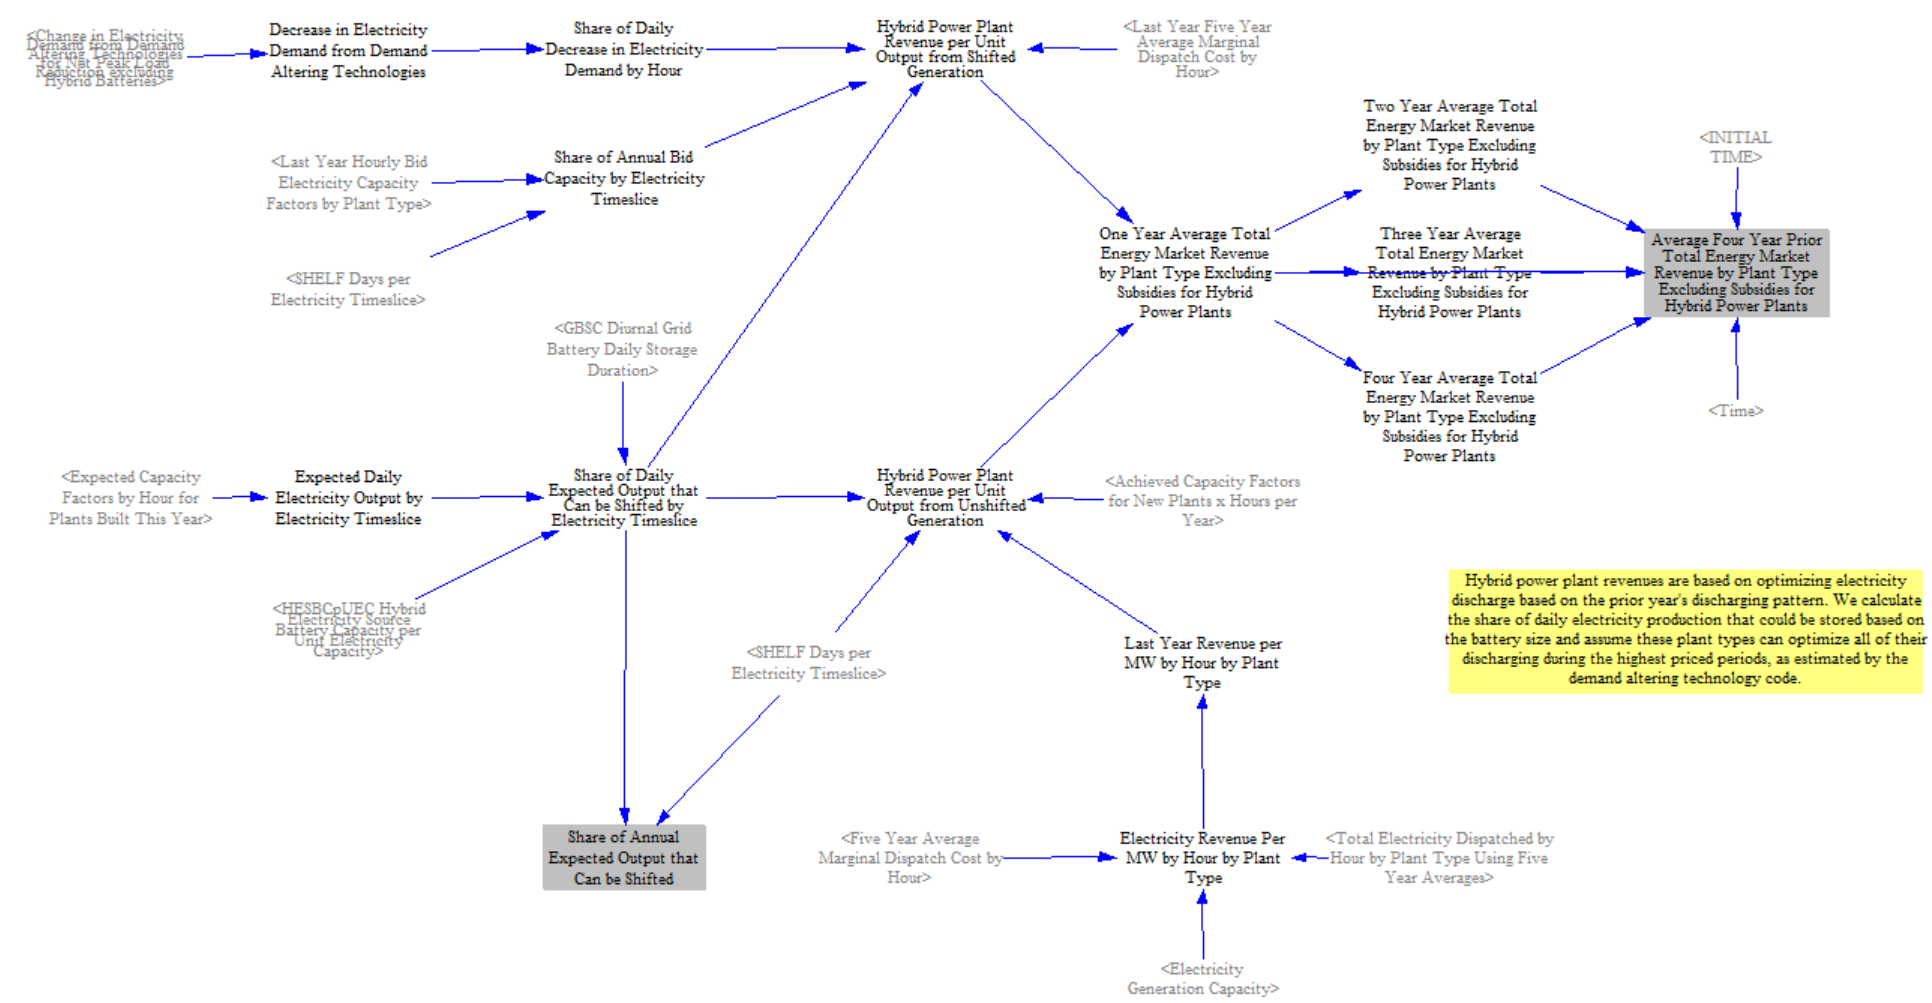 <Change in Electricity
Demand from Demand
Altering Technologies
for Net Peak Load
Reduction excluding
Hybrid Batteries>
Decrease in Electricity
Demand from Demand
Altering Technologies
Share of Daily
Decrease in Electricity
Demand by Hour
Hybrid Power Plant
Revenue per Unit
Output from Shifted
Generation
<Last Year Five Year
Average Marginal
Dispatch Cost by
Hour>
<Last Year Hourly Bid
Electricity Capacity
Factors by Plant Type>
Share of Annual Bid
Capacity by Electricity
Timeslice
<SHELF Days per
Electricity Timeslice>
Two Year Average Total
Energy Market Revenue
by Plant Type Excluding
Subsidies for Hybrid
Power Plants
<INITIAL
TIME>
One Year Average Total
Energy Market Revenue
by Plant Type Excluding
Subsidies for Hybrid
Power Plants
Three Year Average
Total Energy Market
Revenue by Plant Type
Excluding Subsidies for
Hybrid Power Plants
Average Four Year Prior
Total Energy Market
Revenue by Plant Type
Excluding Subsidies for
Hybrid Power Plants
<GBSC Diurnal Grid
Battery Daily Storage
Duration>
Four Year Average Total
Energy Market Revenue
by Plant Type Excluding
Subsidies for Hybrid
Power Plants
<Time>
<Expected Capacity
Factors by Hour for
Plants Built This Year>
Expected Daily
Electricity Output by
Electricity Timeslice
Share of Daily
Expected Output that
Can be Shifted by
Electricity Timeslice
Hybrid Power Plant
Revenue per Unit
Output from Unshifted
Generation
<Achieved Capacity Factors
for New Plants x Hours per
Year>
<HESBCpUEC Hybrid
Electricity Source
Battery Capacity per
Unit Electricity
Capacity>
<SHELF Days per
Electricity Timeslice>
Last Year Revenue per
MW by Hour by Plant
Type
Hybrid power plant revenues are based on optimizing electricity
discharge based on the prior year's discharging pattern. We calculate
the share of daily electricity production that could be stored based on
the battery size and assume these plant types can optimize all of their
discharging during the highest priced periods, as estimated by the
demand altering technology code.
Share of Annual
Expected Output that
Can be Shifted
<Five Year Average
Marginal Dispatch Cost by
Hour>
Electricity Revenue Per
MW by Hour by Plant
Type
<Total Electricity Dispatched by
Hour by Plant Type Using Five
Year Averages>
<Electricity
Generation Capacity>